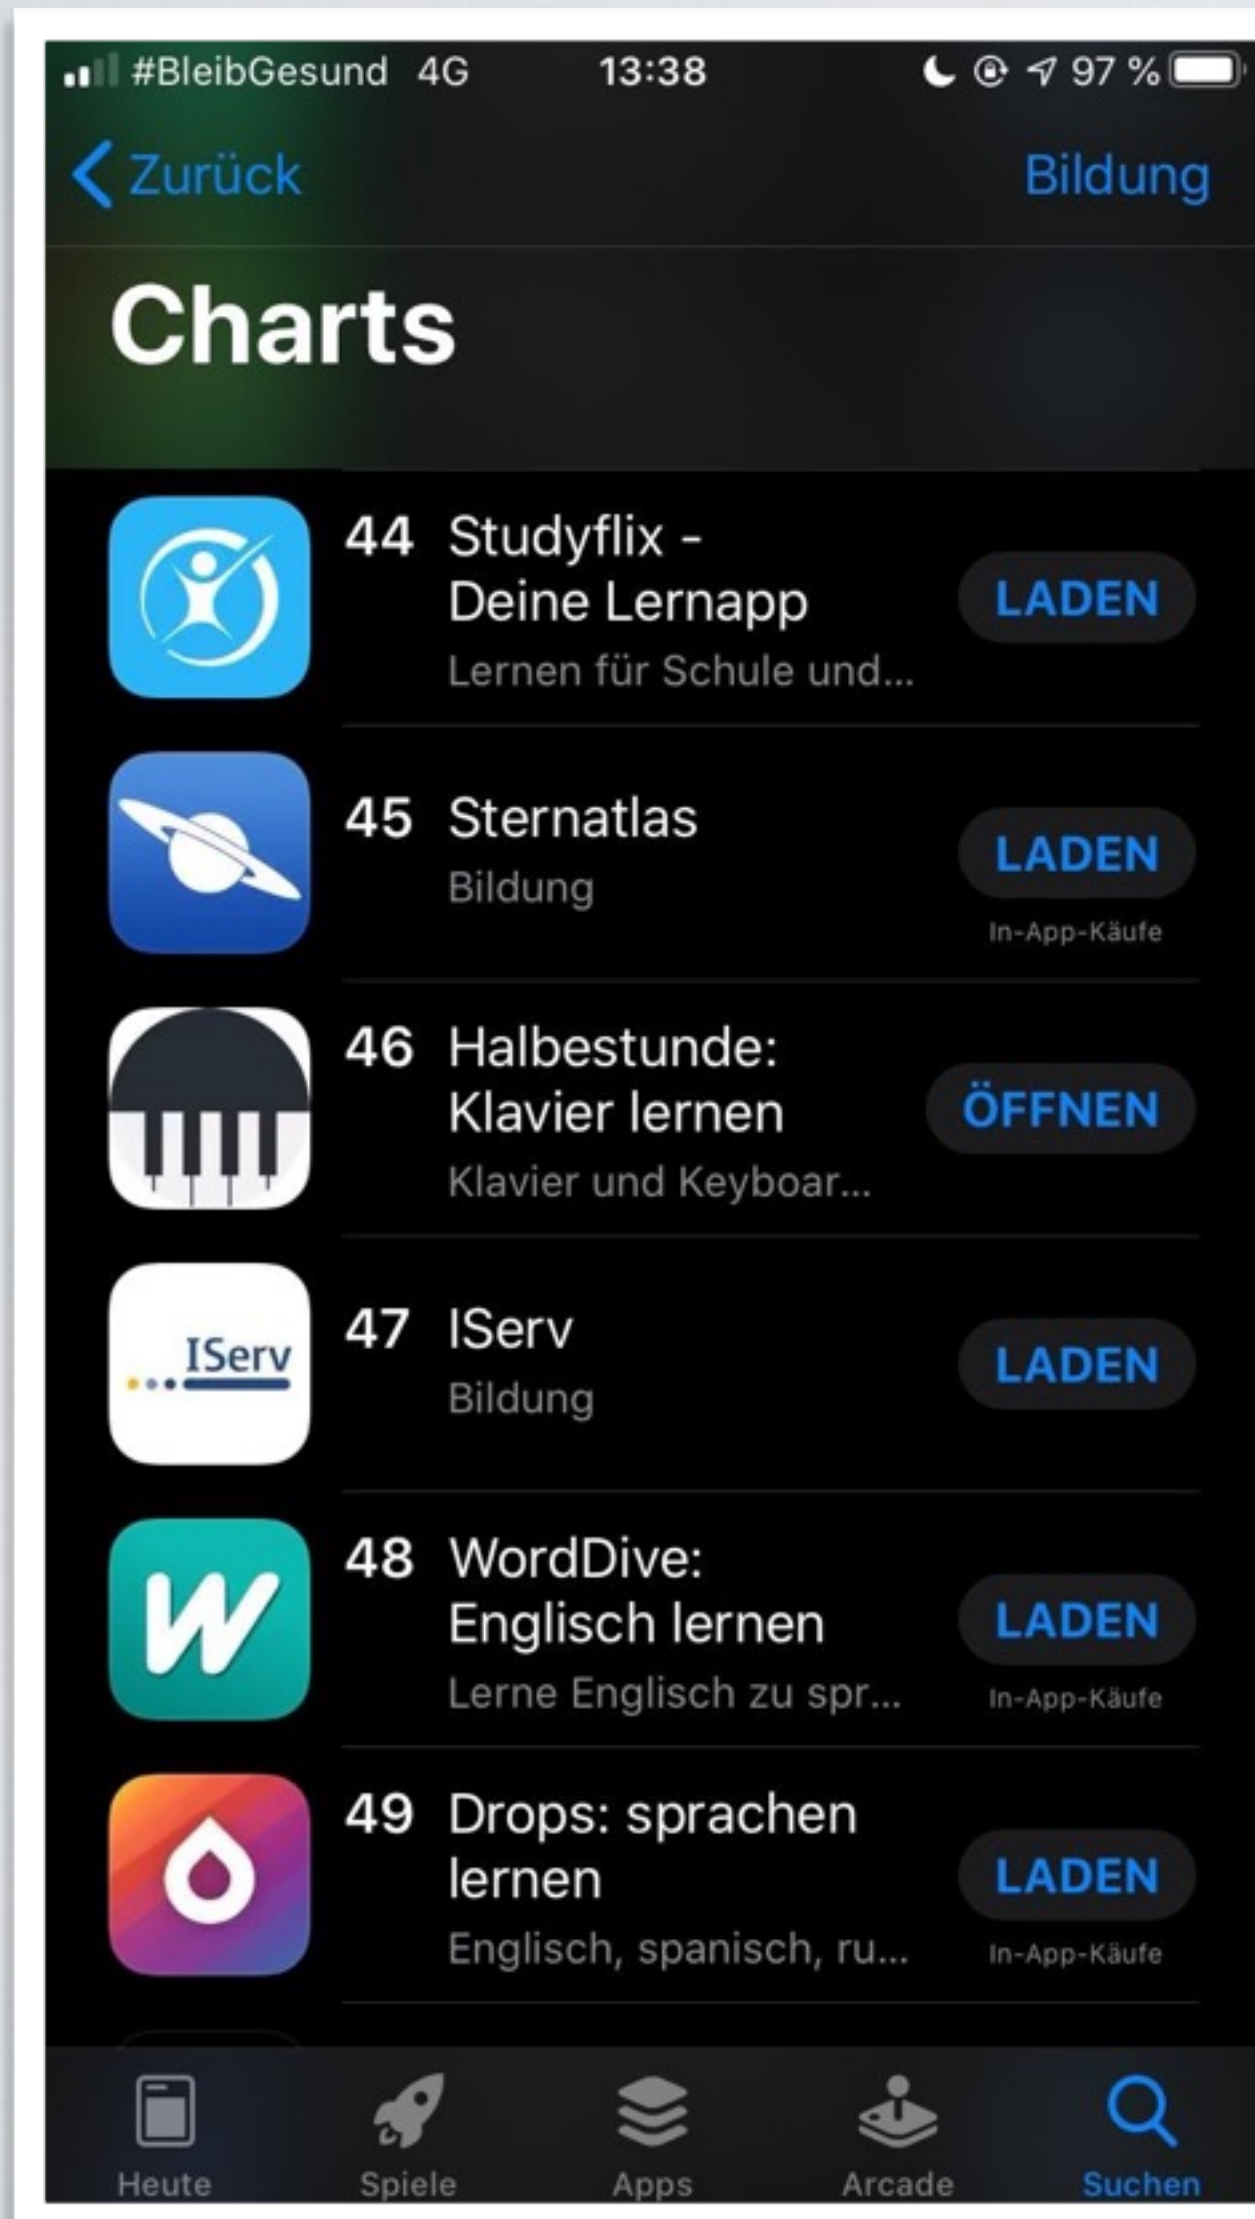 #BleibGesund 4G 13:38 97 %
Zurück Bildung
Charts
44 Studyflix -
Deine Lernapp
Lernen für Schule und...
LADEN
45 Sternatlas
Bildung
LADEN
In-App-Käufe
46 Halbestunde:
Klavier lernen
Klavier und Keyboar...
ÖFFNEN
IServ
47 IServ
Bildung
LADEN
W
48 WordDive:
Englisch lernen
Lerne Englisch zu spr...
LADEN
In-App-Käufe
49 Drops: sprachen
lernen
Englisch, spanisch, ru...
LADEN
In-App-Käufe
Heute Spiele Apps Arcade Suchen